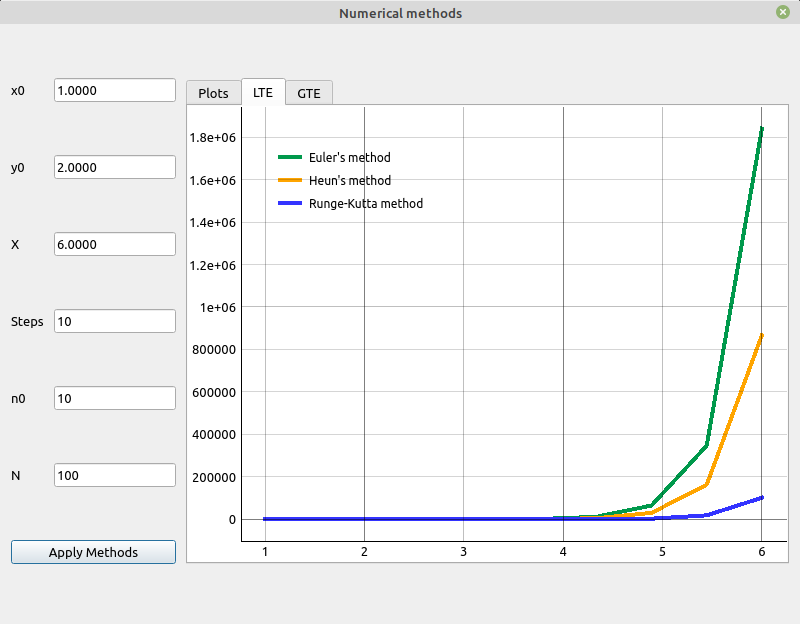 Numerical methods
x0 1.0000
y0 2.0000
X 6.0000
Steps 10
n0 10
N 100
Apply Methods
Plots LTE GTE
Euler's method
Heun's method
Runge-Kutta method
1.8e+06
1.6e+06
1.4e+06
1.2e+06
1e+06
800000
600000
400000
200000
0
1 2 3 4 5 6